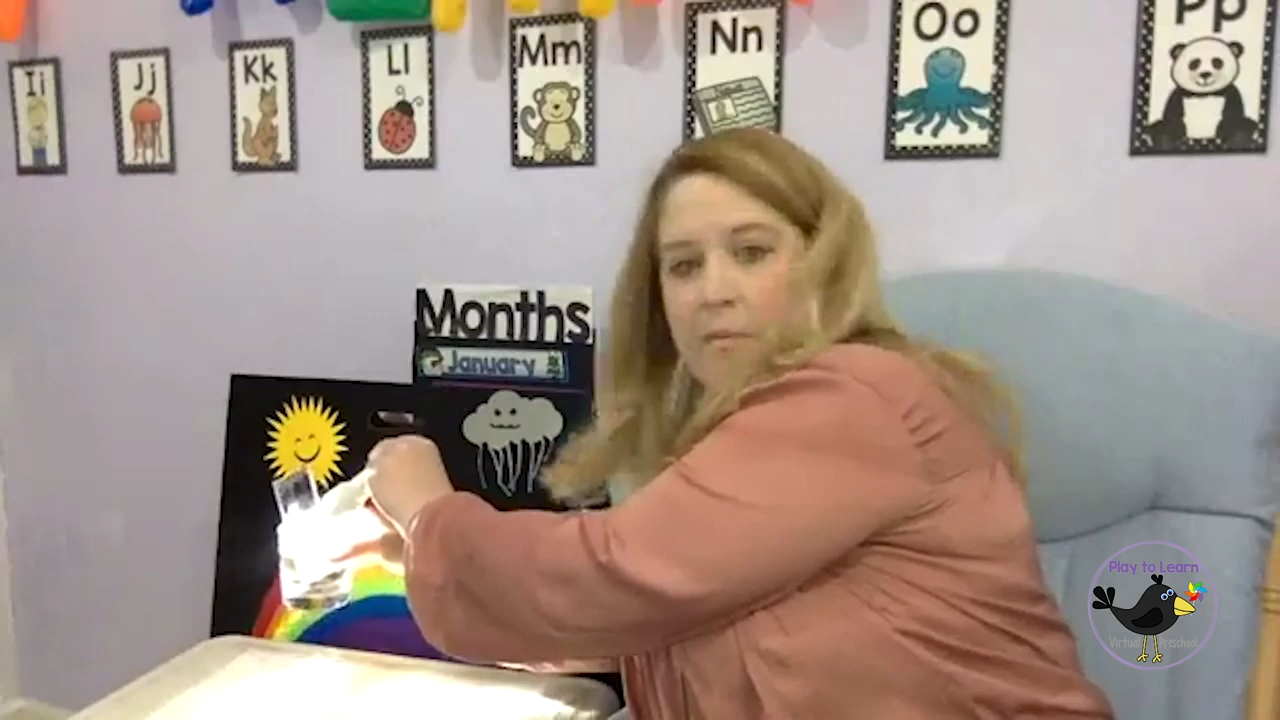 Ii
Jj
Kk
Ll
Mm
Nn
Oo
Pp
Months
January
Play to Learn
Virtual Preschool